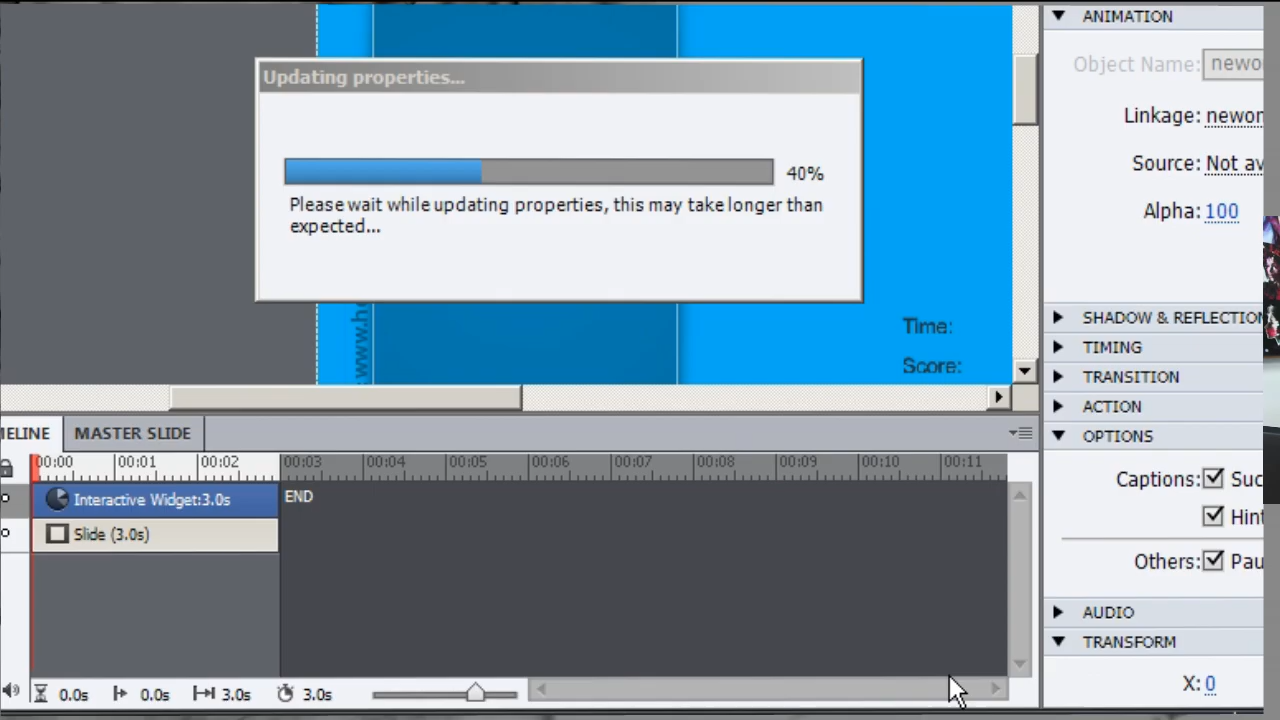 Updating properties...
40%
Please wait while updating properties, this may take longer than
expected...
Time:
Score:
ANIMATION
Object Name:
Linkage:
Source: Not
Alpha: 100
SHADOW & REFLECTION
TIMING
TRANSITION
ACTION
OPTIONS
Captions:
Others:
AUDIO
TRANSFORM
X: 0
MASTER SLIDE
00:00 00:01 00:02 00:03 00:04 00:05 00:06 00:07 00:08 00:09 00:10 00:11
Interactive Widget:3.0s END
Slide (3.0s)
0.0s 0.0s 3.0s 3.0s